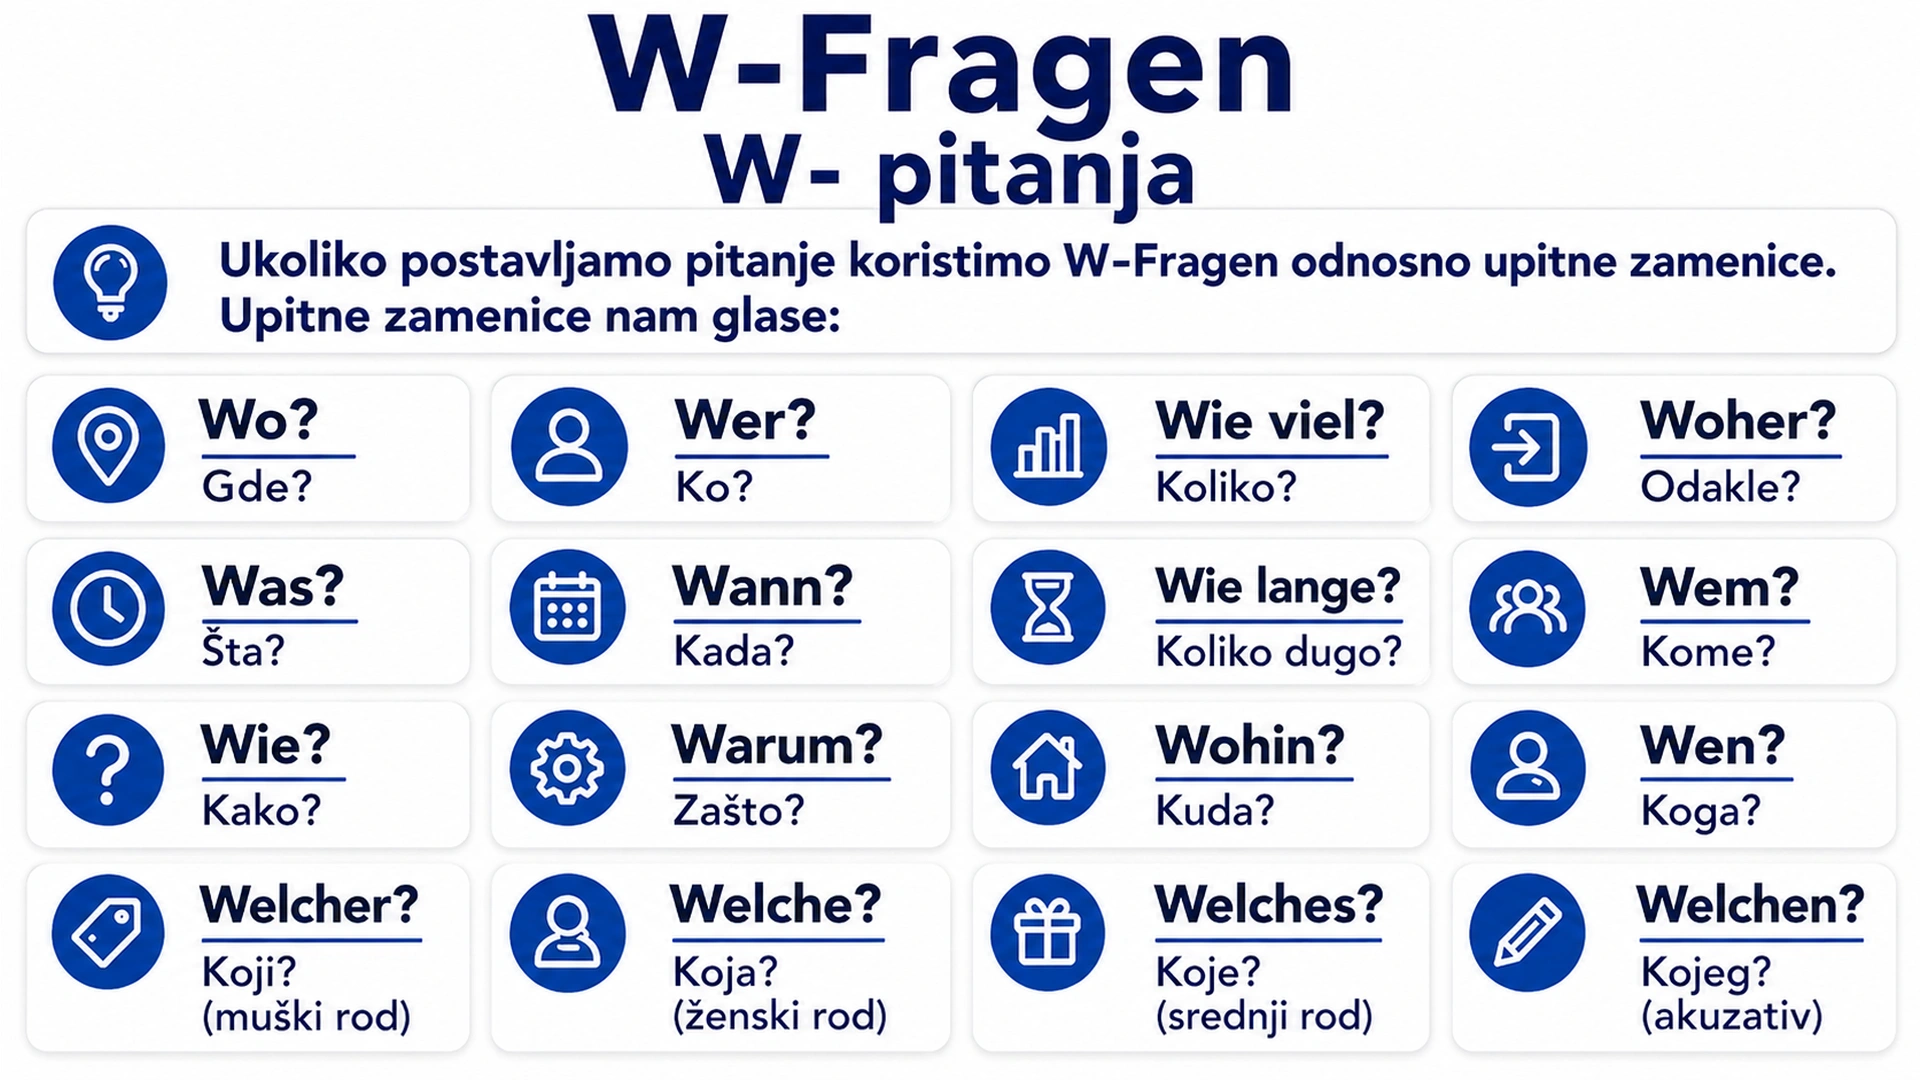 W-Fragen
W- pitanja
Ukoliko postavljamo pitanje koristimo W-Fragen odnosno upitne zamenice.
Upitne zamenice nam glase:
Wo?
Gde?
Wer?
Ko?
Wie viel?
Koliko?
Woher?
Odakle?
Was?
Šta?
Wann?
Kada?
Wie lange?
Koliko dugo?
Wem?
Kome?
Wie?
Kako?
Warum?
Zašto?
Wohin?
Kuda?
Wen?
Koga?
Welcher?
Koji?
(muški rod)
Welche?
Koja?
(ženski rod)
Welches?
Koje?
(srednji rod)
Welchen?
Kojeg?
(akuzativ)